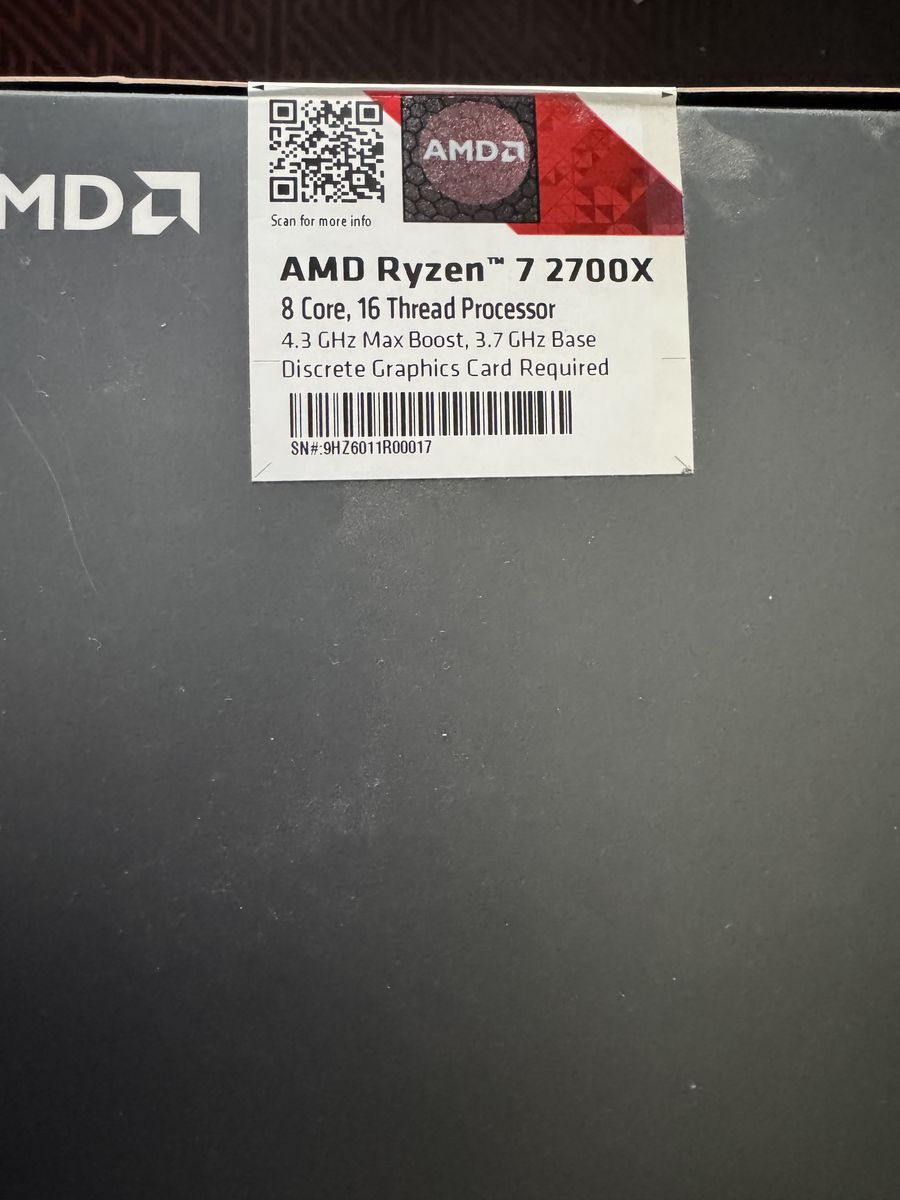 AMD
Scan for more info
AMD
AMD Ryzen™ 7 2700X
8 Core, 16 Thread Processor
4.3 GHz Max Boost, 3.7 GHz Base
Discrete Graphics Card Required
SN#:9HZ6011R00017
MD